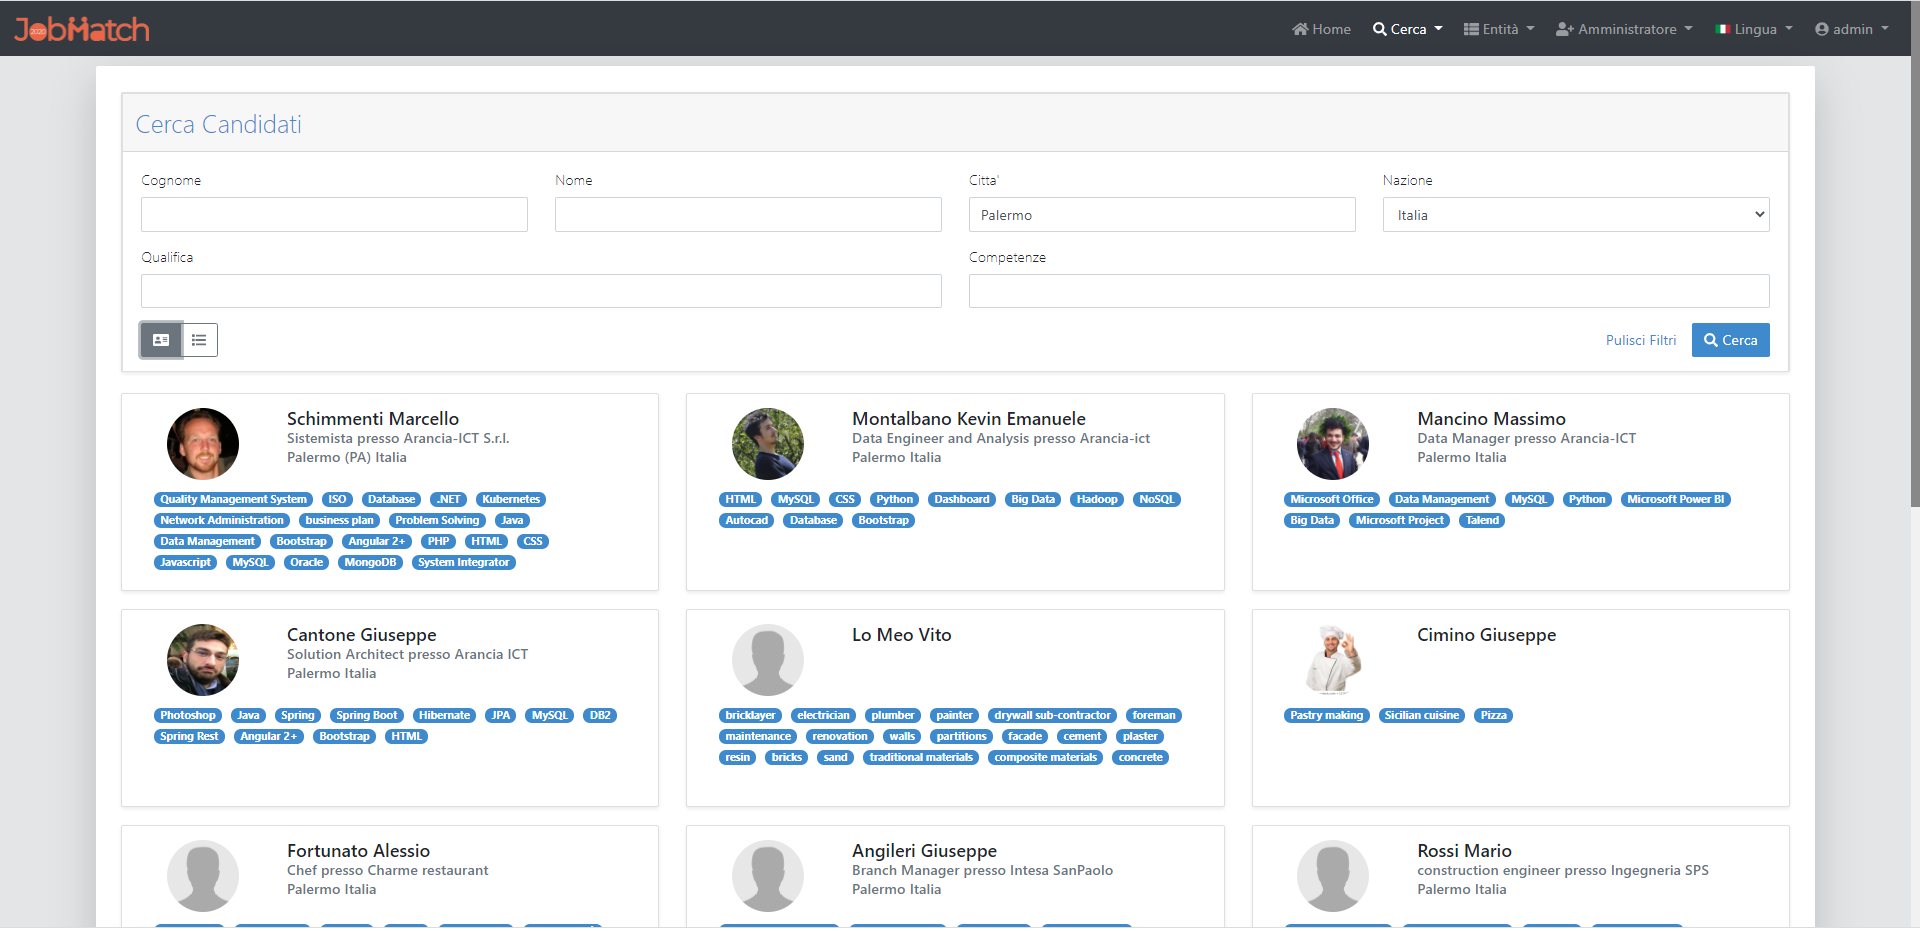 JobMatch
2020
Home
Cerca
Entità
Amministratore
Lingua
admin
Cerca Candidati
Cognome
Nome
Citta'
Nazione
Palermo
Italia
Qualifica
Competenze
Pulisci Filtri
Cerca
Schimmenti Marcello
Sistemista presso Arancia-ICT S.r.l.
Palermo (PA) Italia
Quality Management System ISO Database .NET Kubernetes
Network Administration business plan Problem Solving Java
Data Management Bootstrap Angular 2+ PHP HTML CSS
Javascript MySQL Oracle MongoDB System Integrator
Montalbano Kevin Emanuele
Data Engineer and Analysis presso Arancia-ict
Palermo Italia
HTML MySQL CSS Python Dashboard Big Data Hadoop NoSQL
Autocad Database Bootstrap
Mancino Massimo
Data Manager presso Arancia-ICT
Palermo Italia
Microsoft Office Data Management MySQL Python Microsoft Power BI
Big Data Microsoft Project Talend
Cantone Giuseppe
Solution Architect presso Arancia ICT
Palermo Italia
Photoshop Java Spring Spring Boot Hibernate JPA MySQL DB2
Spring Rest Angular 2+ Bootstrap HTML
Lo Meo Vito
bricklayer electrician plumber painter drywall sub-contractor foreman
maintenance renovation walls partitions facade cement plaster
resin bricks sand traditional materials composite materials concrete
Cimino Giuseppe
Pastry making Sicilian cuisine Pizza
Fortunato Alessio
Chef presso Charme restaurant
Palermo Italia
Angileri Giuseppe
Branch Manager presso Intesa SanPaolo
Palermo Italia
Rossi Mario
construction engineer presso Ingegneria SPS
Palermo Italia